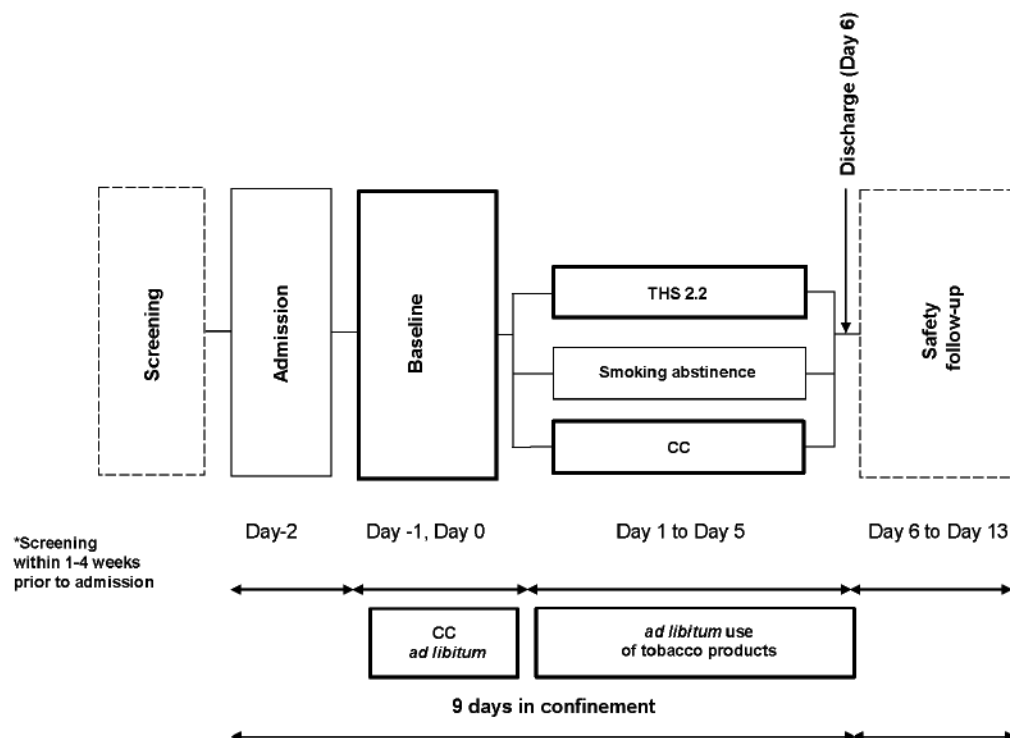 Discharge (Day 6)
Screening
Admission
Baseline
THS 2.2
Smoking abstinence
CC
Safety
follow-up
*Screening
within 1-4 weeks
prior to admission
Day-2
Day -1, Day 0
Day 1 to Day 5
Day 6 to Day 13
CC
ad libitum
ad libitum use
of tobacco products
9 days in confinement